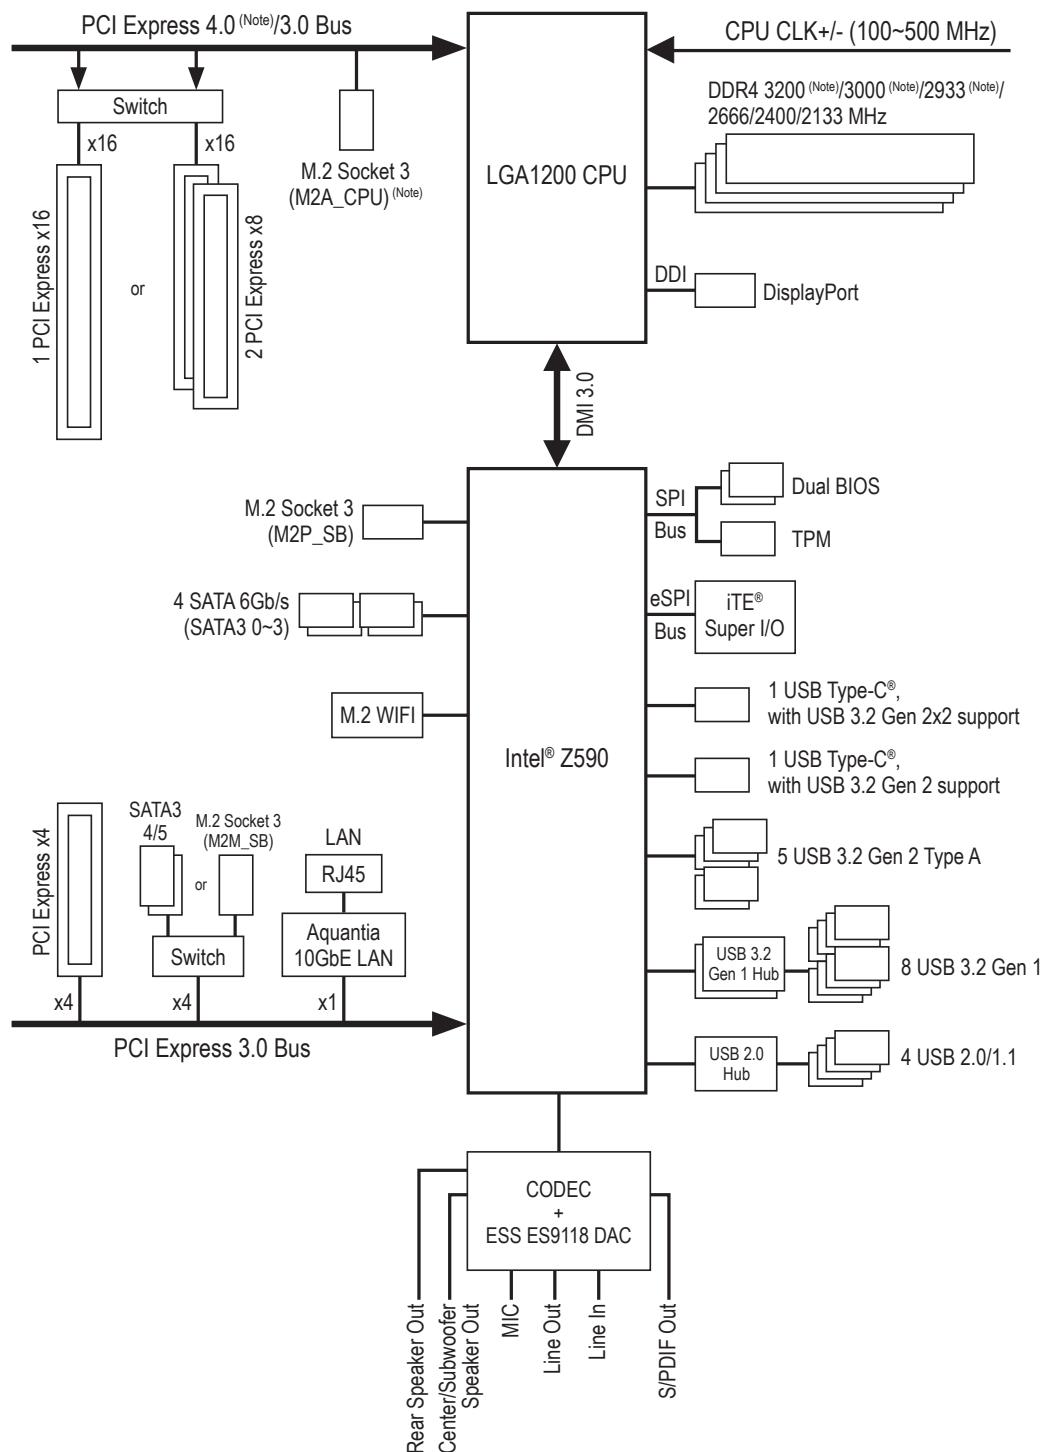 PCI Express 4.0 (Note)/3.0 Bus
CPU CLK+/- (100~500 MHz)
Switch
x16
x16
1 PCI Express x16
or
2 PCI Express x8
M.2 Socket 3
(M2A_CPU) (Note)
LGA1200 CPU
DDR4 3200 (Note)/3000 (Note)/2933 (Note)/
2666/2400/2133 MHz
DDI
DisplayPort
DMI 3.0
M.2 Socket 3
(M2P_SB)
4 SATA 6Gb/s
(SATA3 0~3)
M.2 WIFI
Intel® Z590
SPI
Bus
Dual BIOS
TPM
eSPI
Bus
iTE®
Super I/O
1 USB Type-C®,
with USB 3.2 Gen 2x2 support
1 USB Type-C®,
with USB 3.2 Gen 2 support
5 USB 3.2 Gen 2 Type A
USB 3.2
Gen 1 Hub
8 USB 3.2 Gen 1
USB 2.0
Hub
4 USB 2.0/1.1
PCI Express x4
SATA3
4/5
or
M.2 Socket 3
(M2M_SB)
Switch
LAN
RJ45
Aquantia
10GbE LAN
x4
x4
x1
PCI Express 3.0 Bus
CODEC
+
ESS ES9118 DAC
Rear Speaker Out
Center/Subwoofer
Speaker Out
MIC
Line Out
Line In
S/PDIF Out